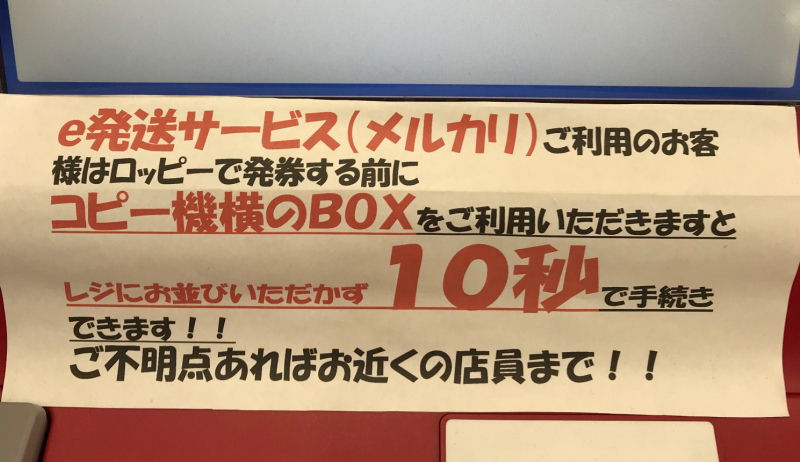 e発送サービス(メルカリ)ご利用のお客
様はロッピーで発券する前に
コピー機横のBOXをご利用いただきますと
レジにお並びいただかず 10秒で手続き
できます！！
ご不明点あればお近くの店員まで！！